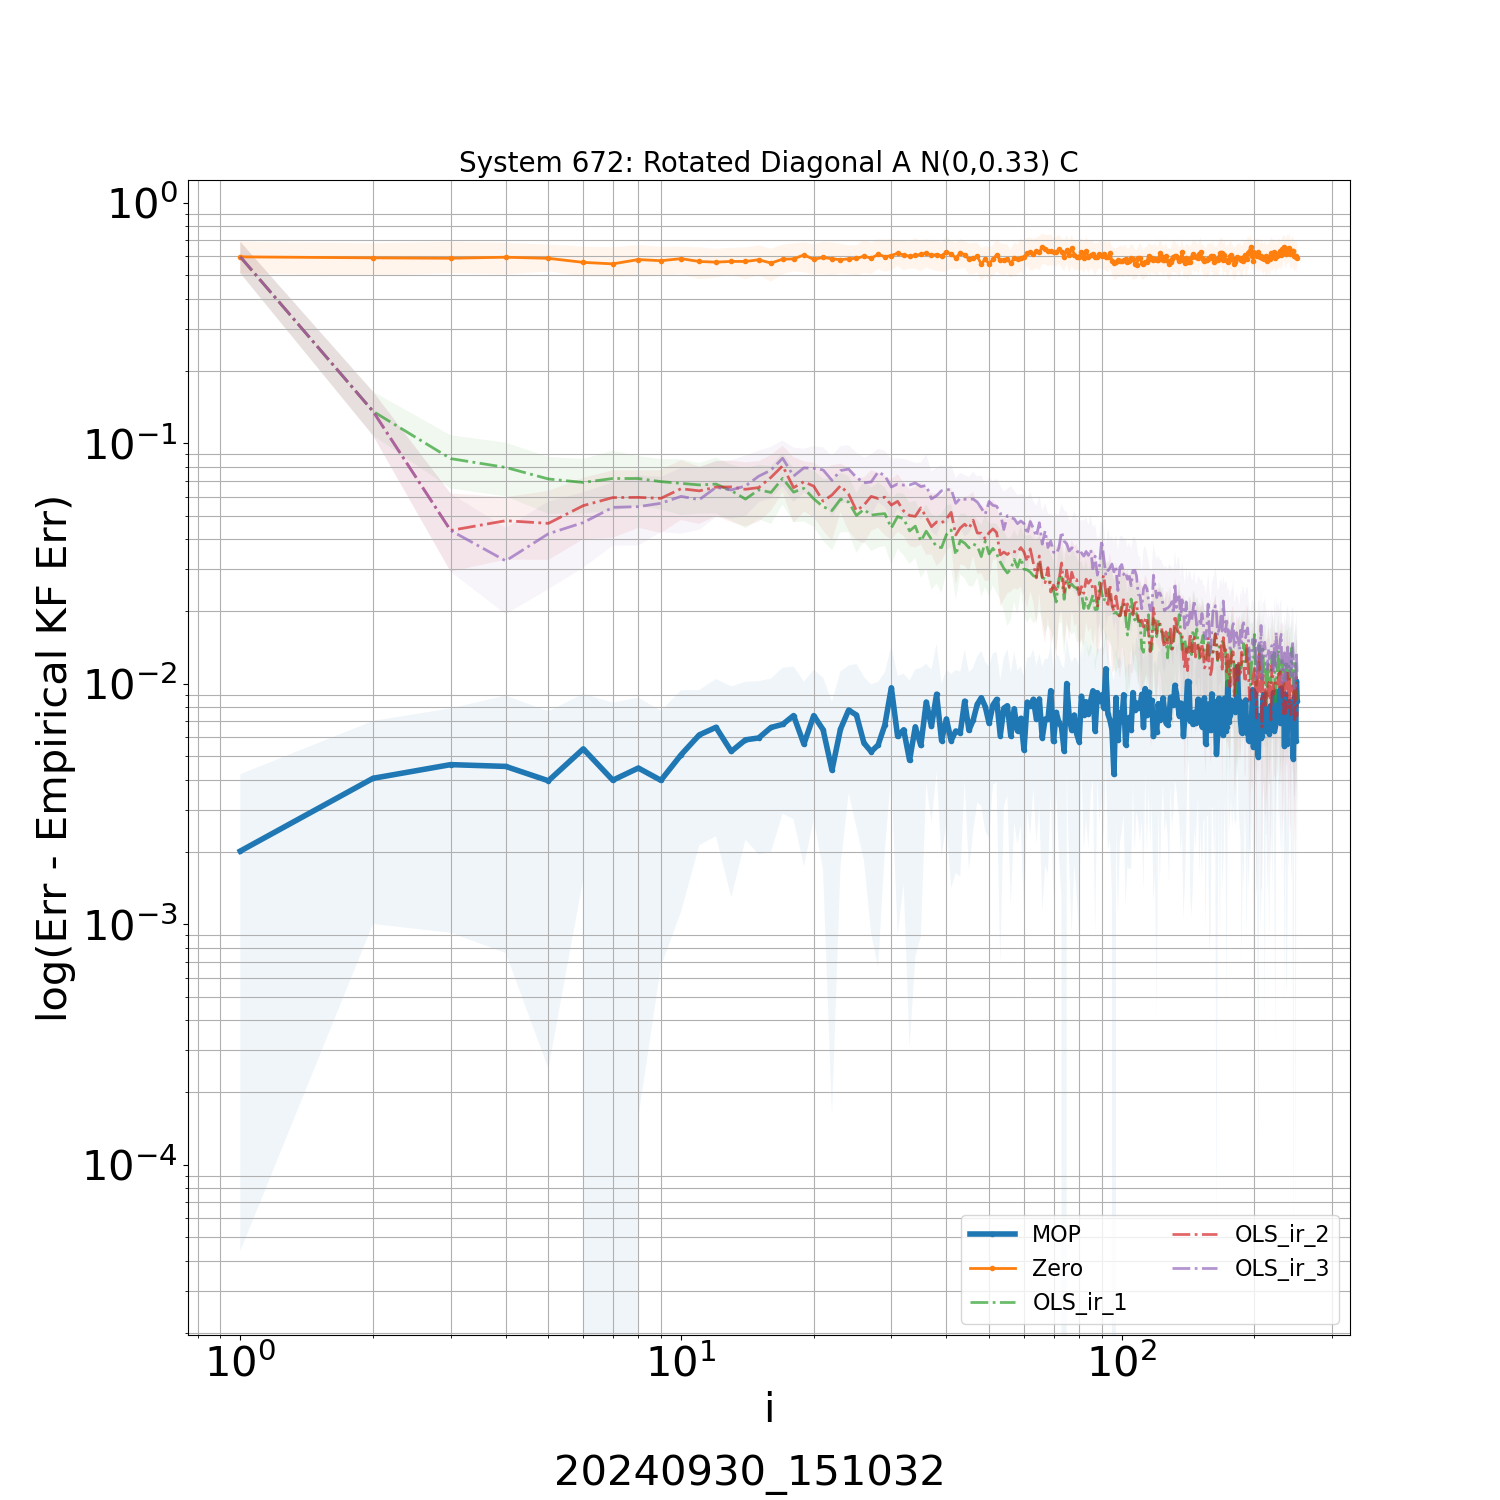 System 672: Rotated Diagonal A N(0,0.33) C
log(Err - Empirical KF Err)
10^0
10^-1
10^-2
10^-3
10^-4
10^0 10^1 10^2
i
MOP
Zero
OLS_ir_1
OLS_ir_2
OLS_ir_3
20240930_151032